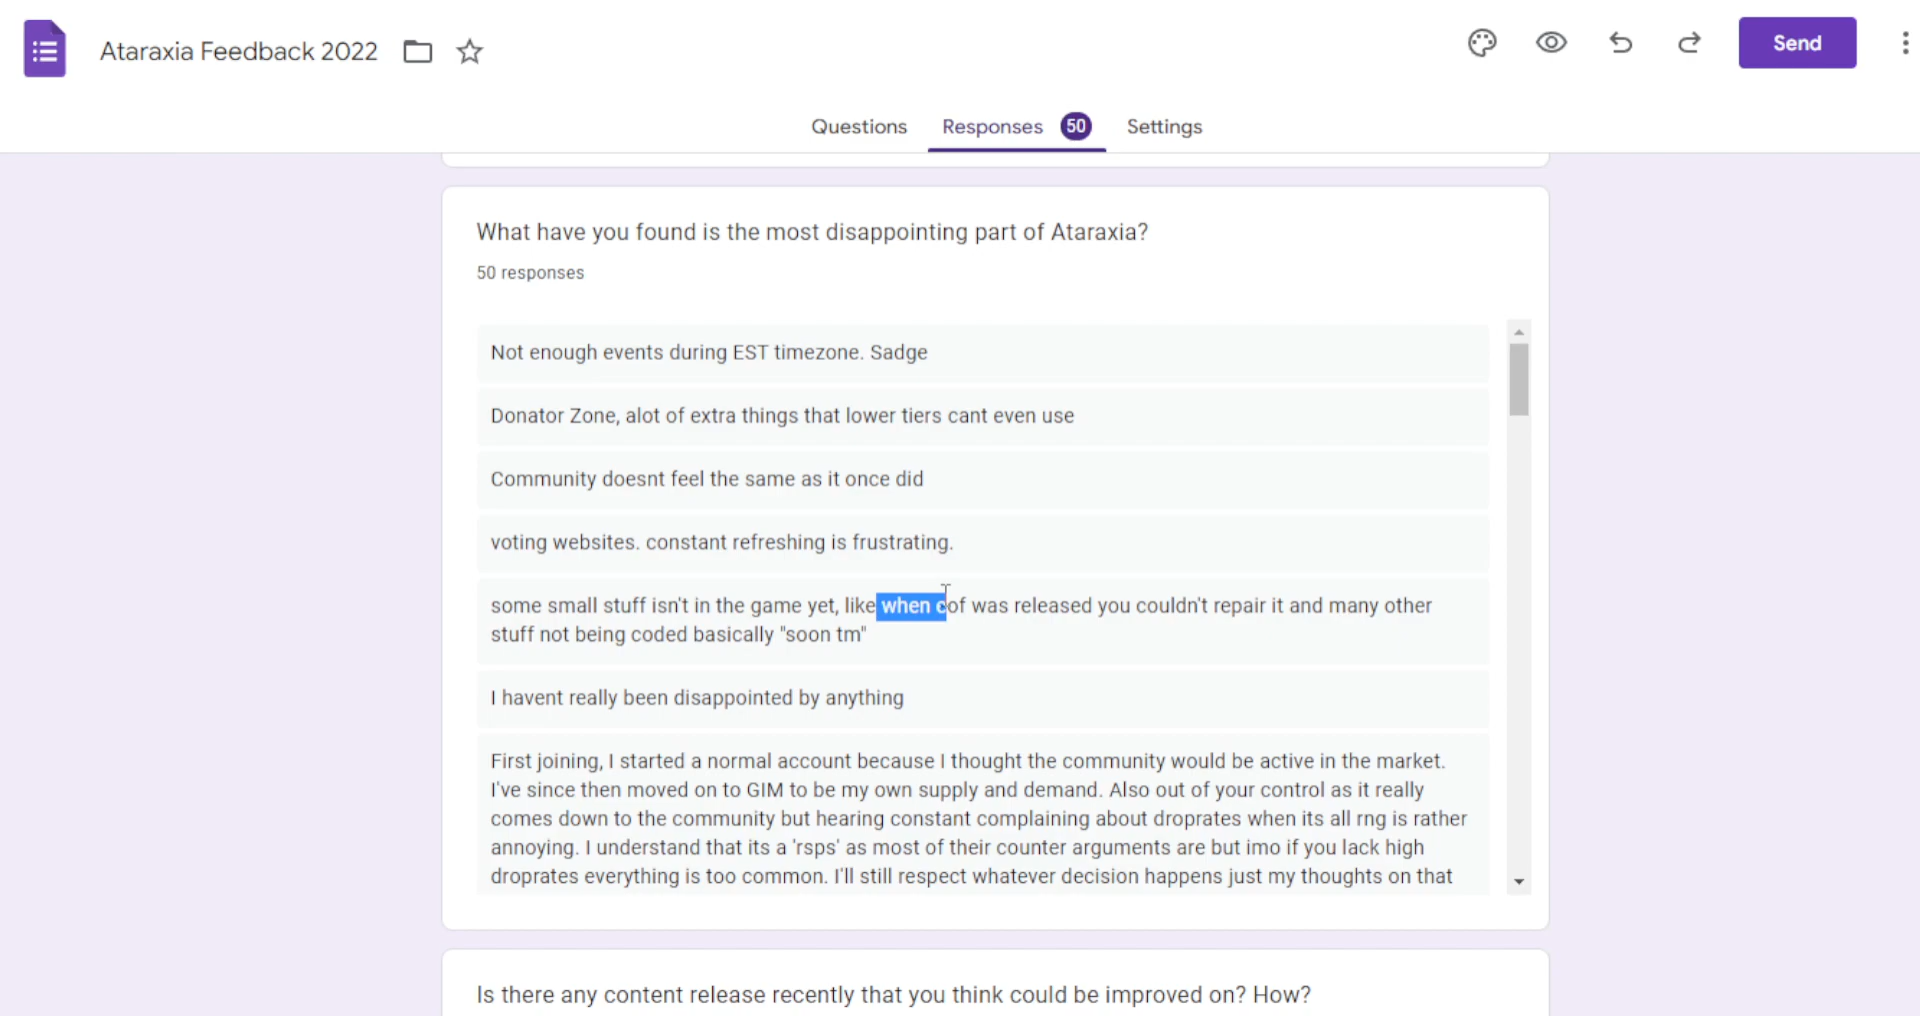 Ataraxia Feedback 2022
Send
Questions
Responses 50
Settings
What have you found is the most disappointing part of Ataraxia?
50 responses
Not enough events during EST timezone. Sadge
Donator Zone, alot of extra things that lower tiers cant even use
Community doesnt feel the same as it once did
voting websites. constant refreshing is frustrating.
some small stuff isn't in the game yet, like when cof was released you couldn't repair it and many other
stuff not being coded basically "soon tm"
I havent really been disappointed by anything
First joining, I started a normal account because I thought the community would be active in the market.
I've since then moved on to GIM to be my own supply and demand. Also out of your control as it really
comes down to the community but hearing constant complaining about droprates when its all rng is rather
annoying. I understand that its a 'rsps' as most of their counter arguments are but imo if you lack high
droprates everything is too common. I'll still respect whatever decision happens just my thoughts on that
Is there any content release recently that you think could be improved on? How?